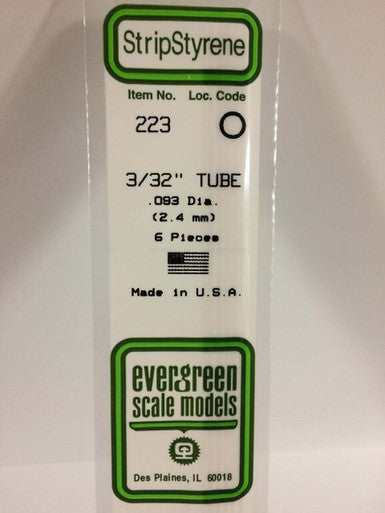 StripStyrene
Item No. Loc. Code
223 O
3/32" TUBE
.093 Dia.
(2.4 mm)
6 Pieces
Made in U.S.A.
evergreen
scale models
Des Plaines, IL 60018